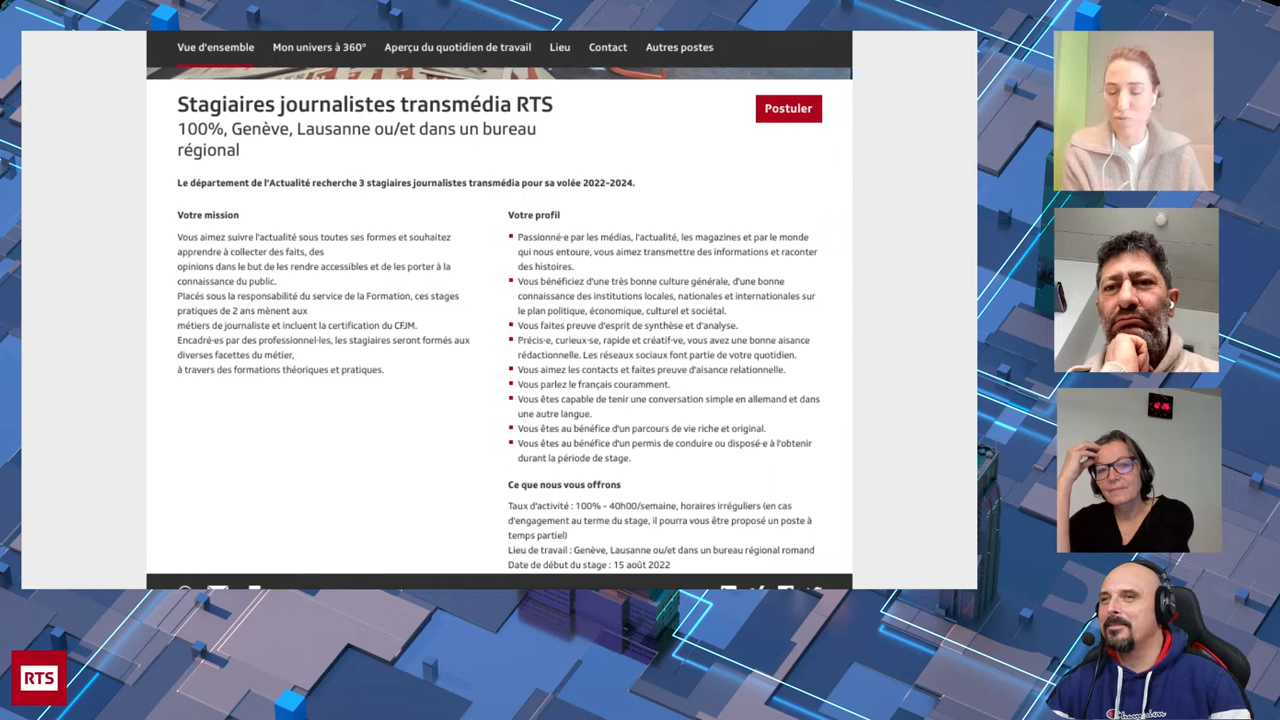 Vue d'ensemble Mon univers à 360° Aperçu du quotidien de travail Lieu Contact Autres postes
Stagiaires journalistes transmédia RTS
Postuler
100%, Genève, Lausanne ou/et dans un bureau
régional
Le département de l'Actualité recherche 3 stagiaires journalistes transmédia pour sa volée 2022-2024.
Votre mission
Vous aimez suivre l'actualité sous toutes ses formes et souhaitez
apprendre à collecter des faits, des
opinions dans le but de les rendre accessibles et de les porter à la
connaissance du public.
Placés sous la responsabilité du service de la Formation, ces stages
pratiques de 2 ans mènent aux
métiers de journaliste et incluent la certification du CFJM.
Encadré·es par des professionnel·les, les stagiaires seront formés aux
diverses facettes du métier,
à travers des formations théoriques et pratiques.
Votre profil
Passionné·e par les médias, l'actualité, les magazines et par le monde
qui nous entoure, vous aimez transmettre des informations et raconter
des histoires.
Vous bénéficiez d'une très bonne culture générale, d'une bonne
connaissance des institutions locales, nationales et internationales sur
le plan politique, économique, culturel et sociétal.
Vous faites preuve d'esprit de synthèse et d'analyse.
Précis·e, curieux·se, rapide et créatif·ve, vous avez une bonne aisance
rédactionnelle. Les réseaux sociaux font partie de votre quotidien.
Vous aimez les contacts et faites preuve d'aisance relationnelle.
Vous parlez le français couramment.
Vous êtes capable de tenir une conversation simple en allemand et dans
une autre langue.
Vous êtes au bénéfice d'un parcours de vie riche et original.
Vous êtes au bénéfice d'un permis de conduire ou disposé·e à l'obtenir
durant la période de stage.
Ce que nous vous offrons
Taux d'activité : 100% - 40h00/semaine, horaires irréguliers (en cas
d'engagement au terme du stage, il pourra vous être proposé un poste à
temps partiel)
Lieu de travail : Genève, Lausanne ou/et dans un bureau régional romand
Date de début du stage : 15 août 2022
RTS
Champion